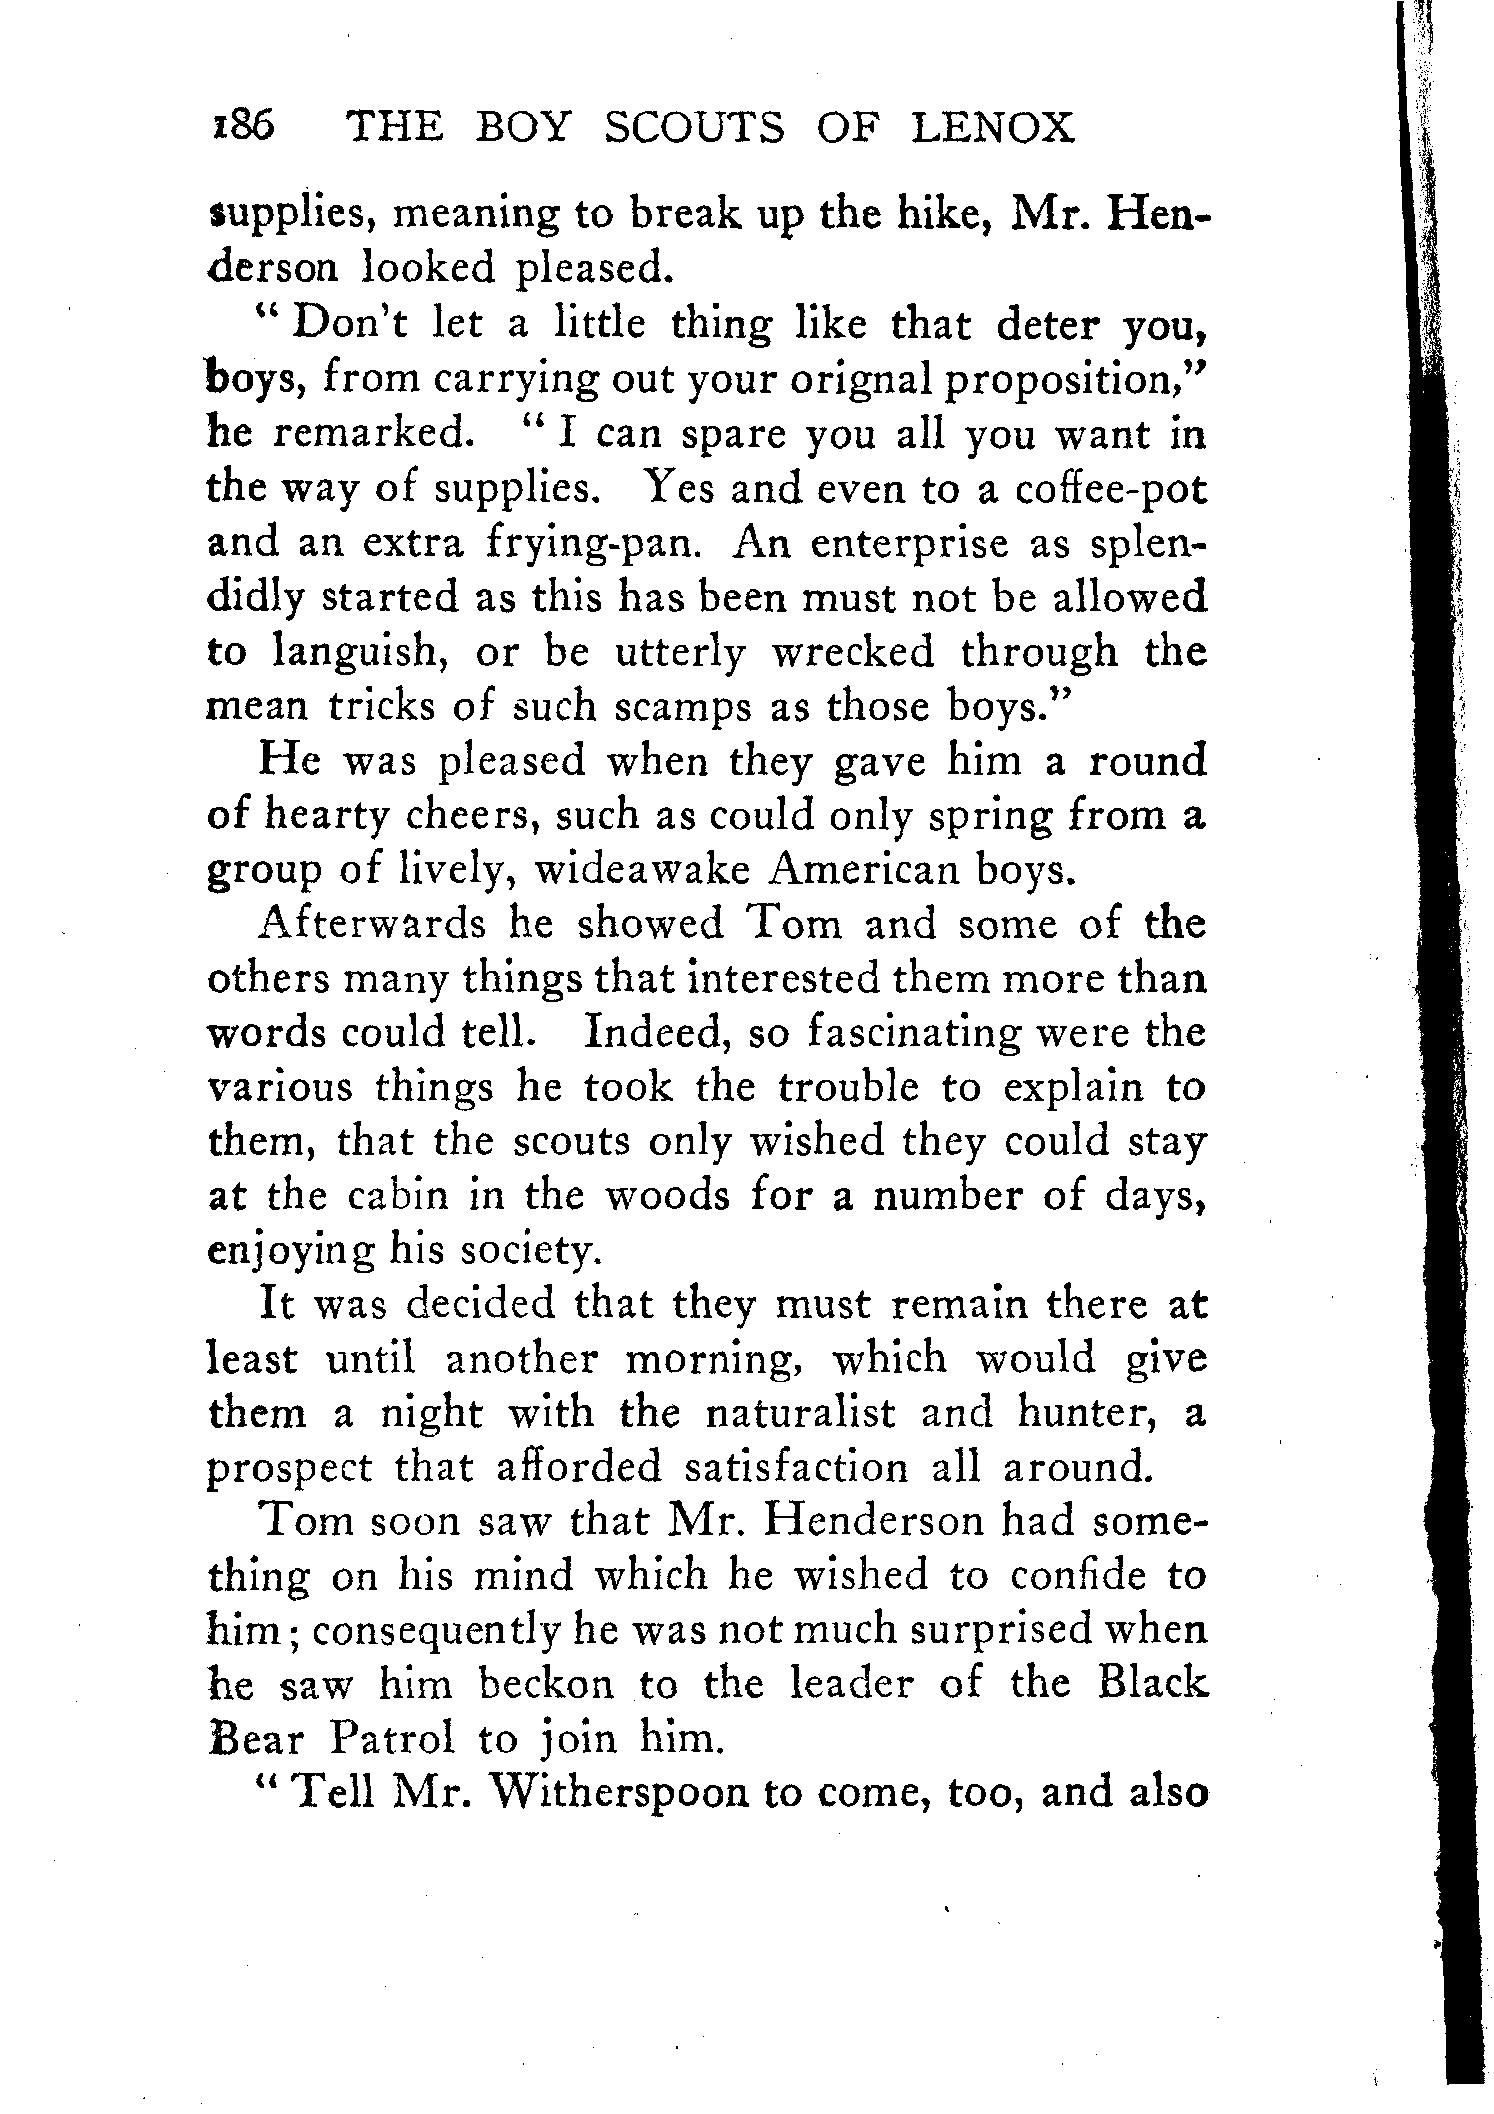 186 THE BOY SCOUTS OF LENOX
supplies, meaning to break up the hike, Mr. Hen-
derson looked pleased.
“ Don't let a little thing like that deter you,
boys, from carrying out your orignal proposition,”
he remarked. “ I can spare you all you want in
the way of supplies. Yes and even to a coffee-pot
and an extra frying-pan. An enterprise as splen-
didly started as this has been must not be allowed
to languish, or be utterly wrecked through the
mean tricks of such scamps as those boys.”
He was pleased when they gave him a round
of hearty cheers, such as could only spring from a
group of lively, wideawake American boys.
Afterwards he showed Tom and some of the
others many things that interested them more than
words could tell. Indeed, so fascinating were the
various things he took the trouble to explain to
them, that the scouts only wished they could stay
at the cabin in the woods for a number of days,
enjoying his society.
It was decided that they must remain there at
least until another morning, which would give
them a night with the naturalist and hunter, a
prospect that afforded satisfaction all around.
Tom soon saw that Mr. Henderson had some-
thing on his mind which he wished to confide to
him; consequently he was not much surprised when
he saw him beckon to the leader of the Black
Bear Patrol to join him.
“ Tell Mr. Witherspoon to come, too, and also